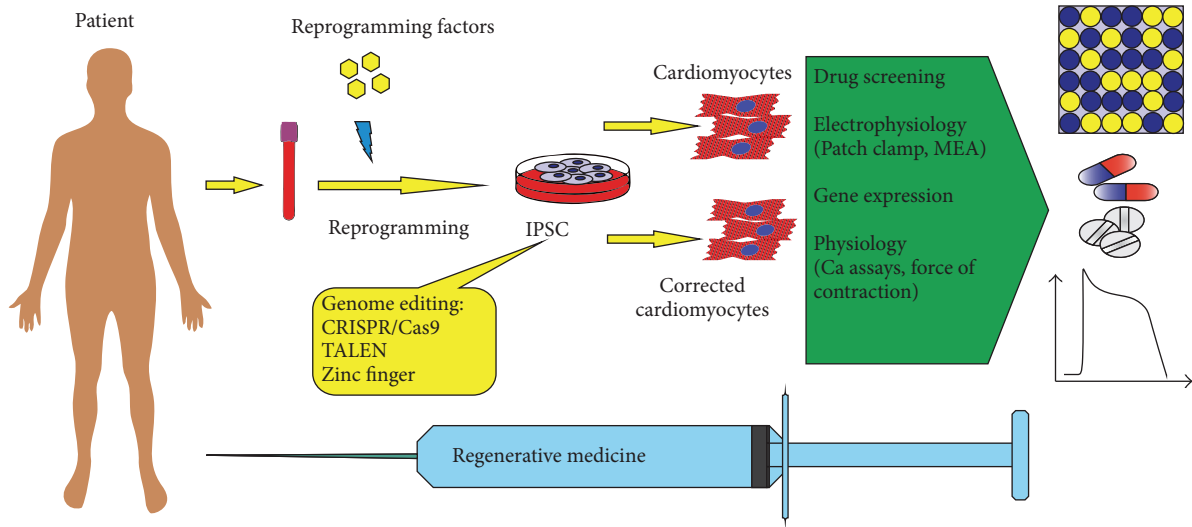 Patient
Reprogramming factors
Reprogramming
IPSC
Genome editing:
CRISPR/Cas9
TALEN
Zinc finger
Cardiomyocytes
Corrected
cardiomyocytes
Drug screening
Electrophysiology
(Patch clamp, MEA)
Gene expression
Physiology
(Ca assays, force of
contraction)
Regenerative medicine